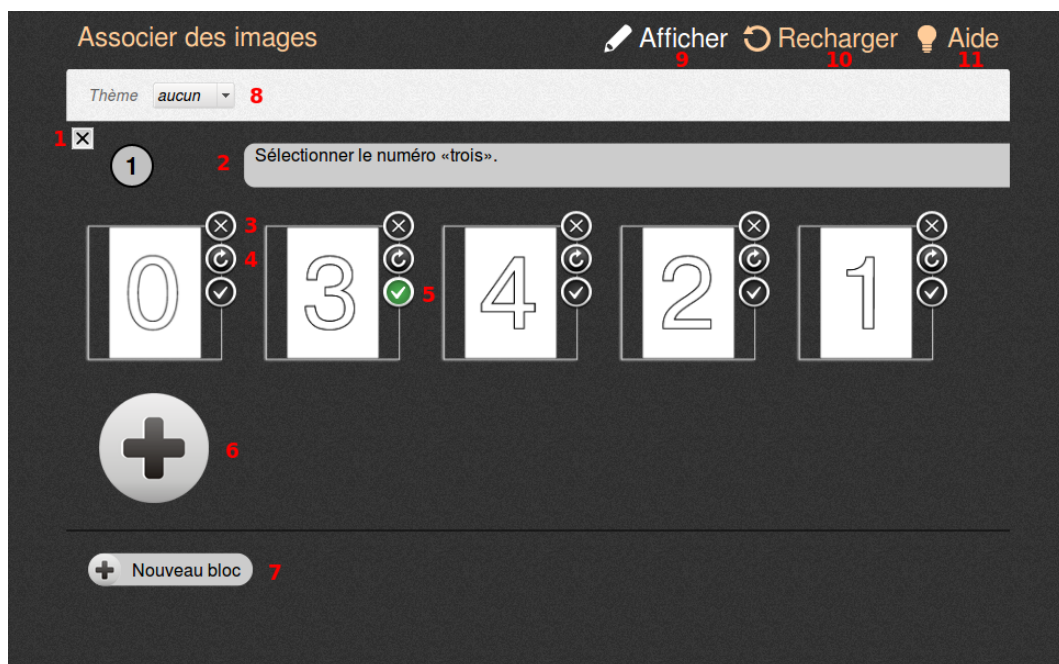 Associer des images
Afficher Recharger Aide
9 10 11
Thème aucun 8
1
1 2 Sélectionner le numéro «trois».
3
4
0 3 5 4 2 1
6
Nouveau bloc 7